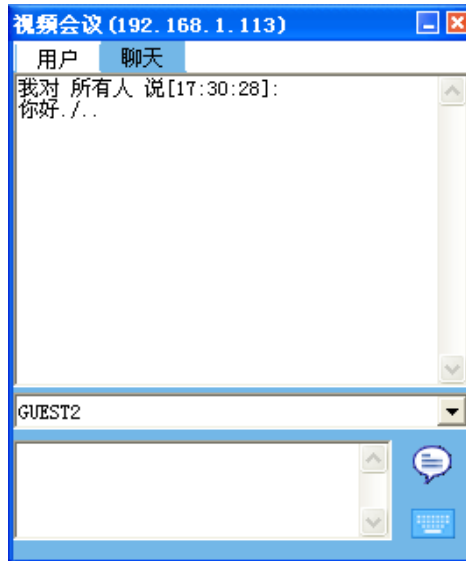 视频会议(192.168.1.113)
用户 聊天
我对 所有人 说[17:30:28]:
你好./..
GUEST2